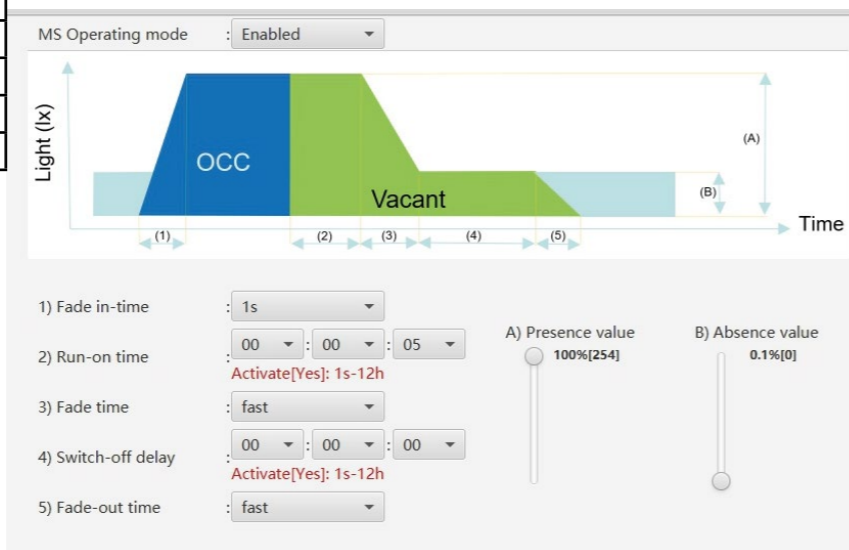 MS Operating mode : Enabled
Light (lx)
OCC
Vacant
(A)
(B)
Time
(1) (2) (3) (4) (5)
1) Fade in-time : 1s
2) Run-on time : 00 : 00 : 05
Activate[Yes]: 1s-12h
3) Fade time : fast
4) Switch-off delay : 00 : 00 : 00
Activate[Yes]: 1s-12h
5) Fade-out time : fast
A) Presence value
100%[254]
B) Absence value
0.1%[0]